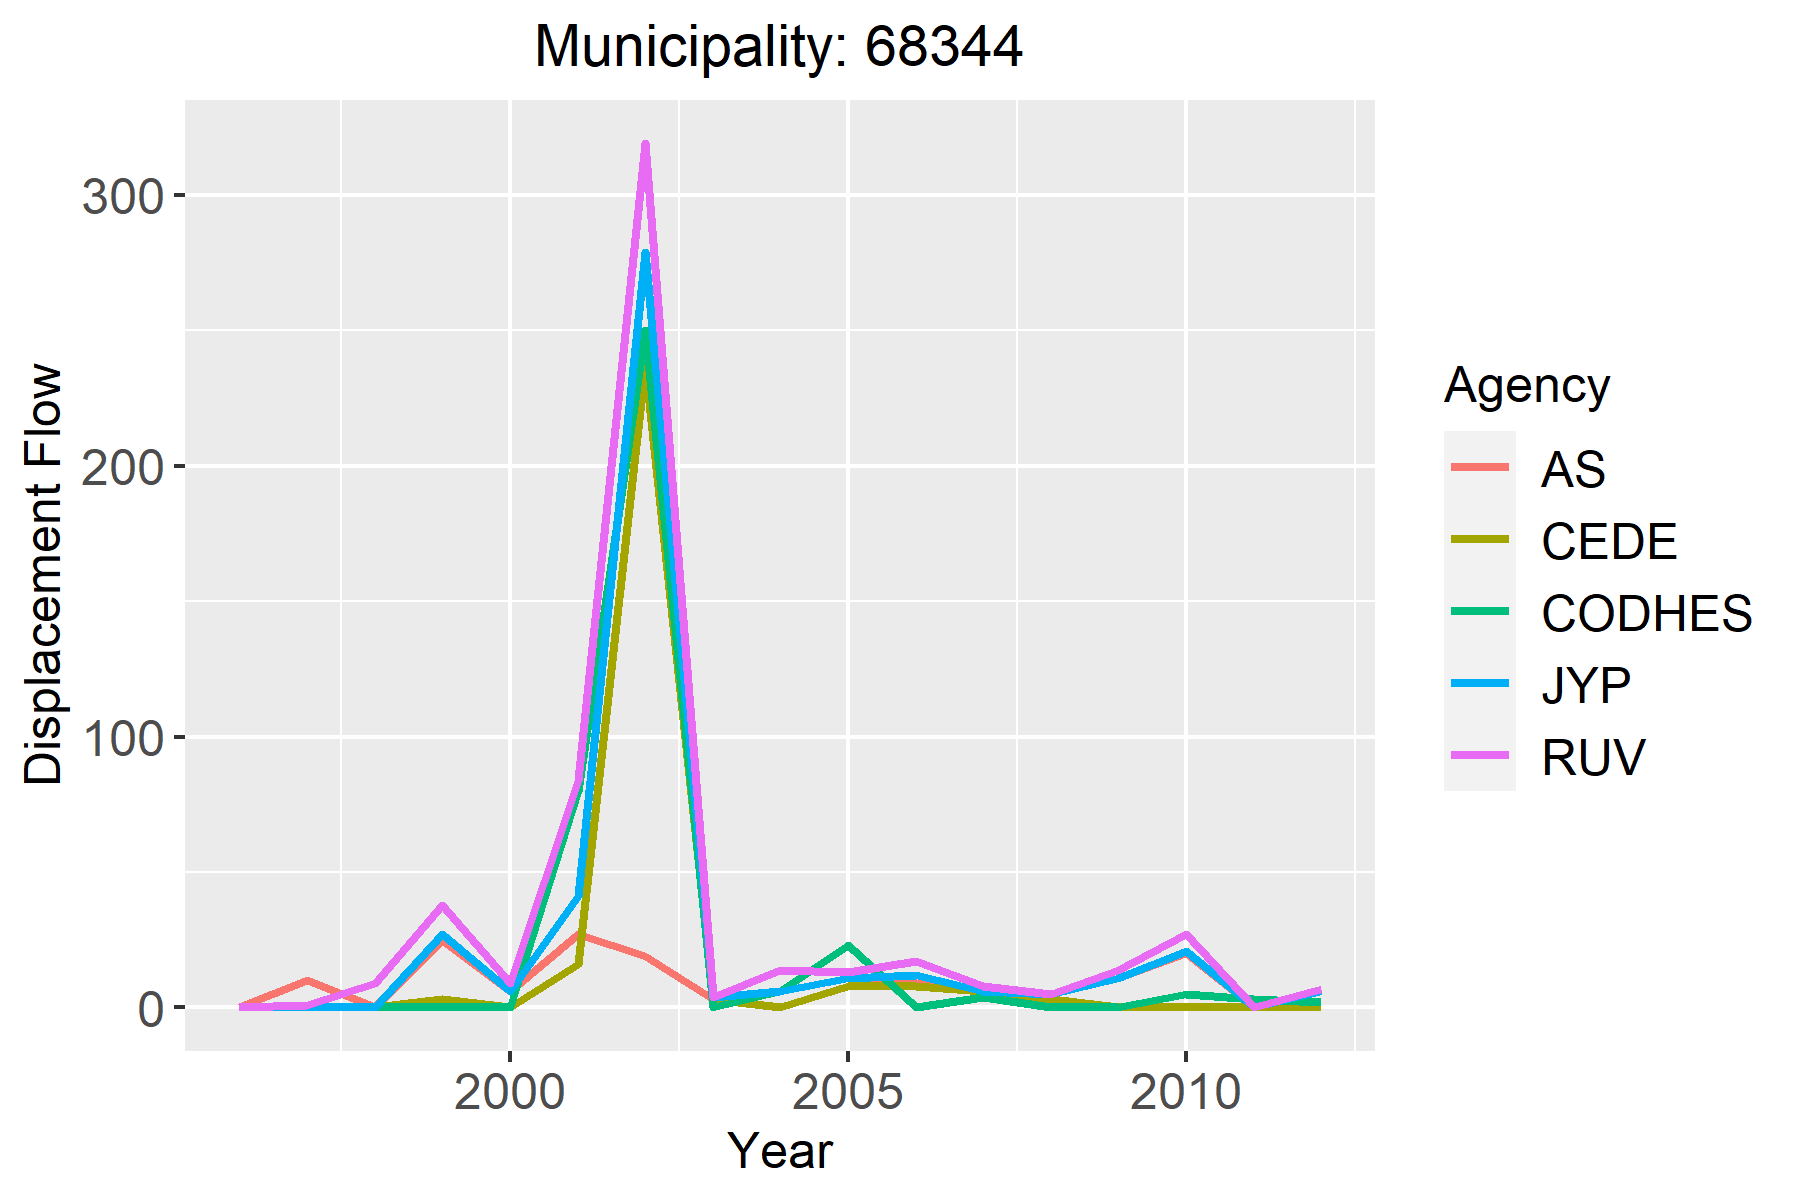 Municipality: 68344
Displacement Flow
300
200
100
0
2000 2005 2010
Year
Agency
AS
CEDE
CODHES
JYP
RUV